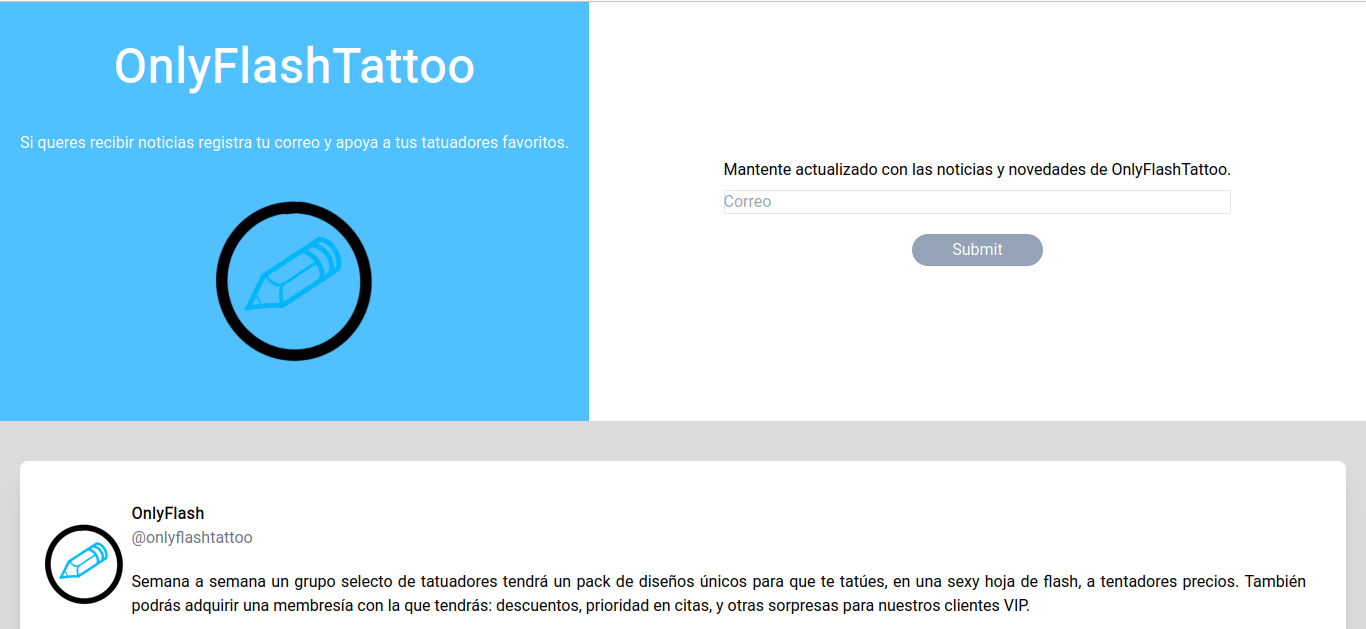 OnlyFlashTattoo
Si queres recibir noticias registra tu correo y apoya a tus tatuadores favoritos.
Mantente actualizado con las noticias y novedades de OnlyFlashTattoo.
Correo
Submit
OnlyFlash
@onlyflashtattoo
Semana a semana un grupo selecto de tatuadores tendrá un pack de diseños únicos para que te tatúes, en una sexy hoja de flash, a tentadores precios. También
podrás adquirir una membresía con la que tendrás: descuentos, prioridad en citas, y otras sorpresas para nuestros clientes VIP.